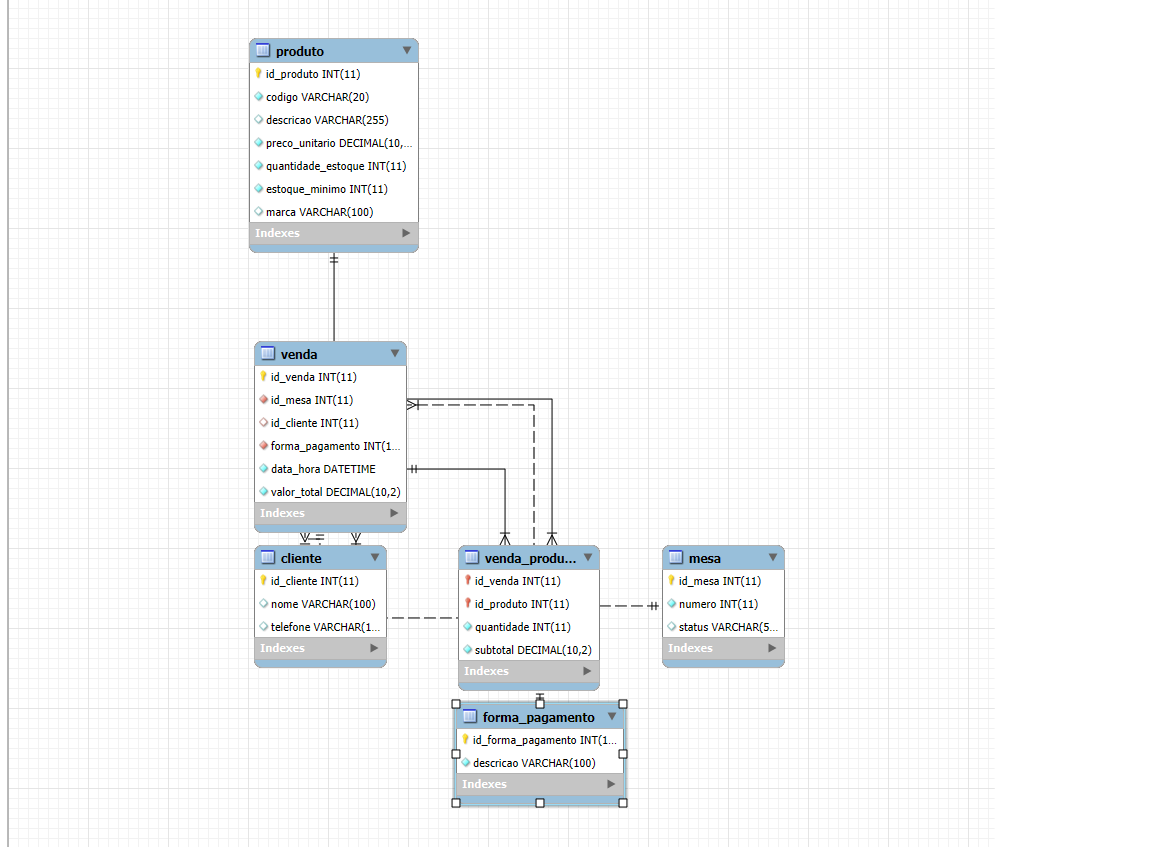 produto
id_produto INT(11)
codigo VARCHAR(20)
descricao VARCHAR(255)
preco_unitario DECIMAL(10,...
quantidade_estoque INT(11)
estoque_minimo INT(11)
marca VARCHAR(100)
Indexes
venda
id_venda INT(11)
id_mesa INT(11)
id_cliente INT(11)
forma_pagamento INT(1...
data_hora DATETIME
valor_total DECIMAL(10,2)
Indexes
cliente
id_cliente INT(11)
nome VARCHAR(100)
telefone VARCHAR(1...
Indexes
venda_produ...
id_venda INT(11)
id_produto INT(11)
quantidade INT(11)
subtotal DECIMAL(10,2)
Indexes
mesa
id_mesa INT(11)
numero INT(11)
status VARCHAR(5...
Indexes
forma_pagamento
id_forma_pagamento INT(1...
descricao VARCHAR(100)
Indexes